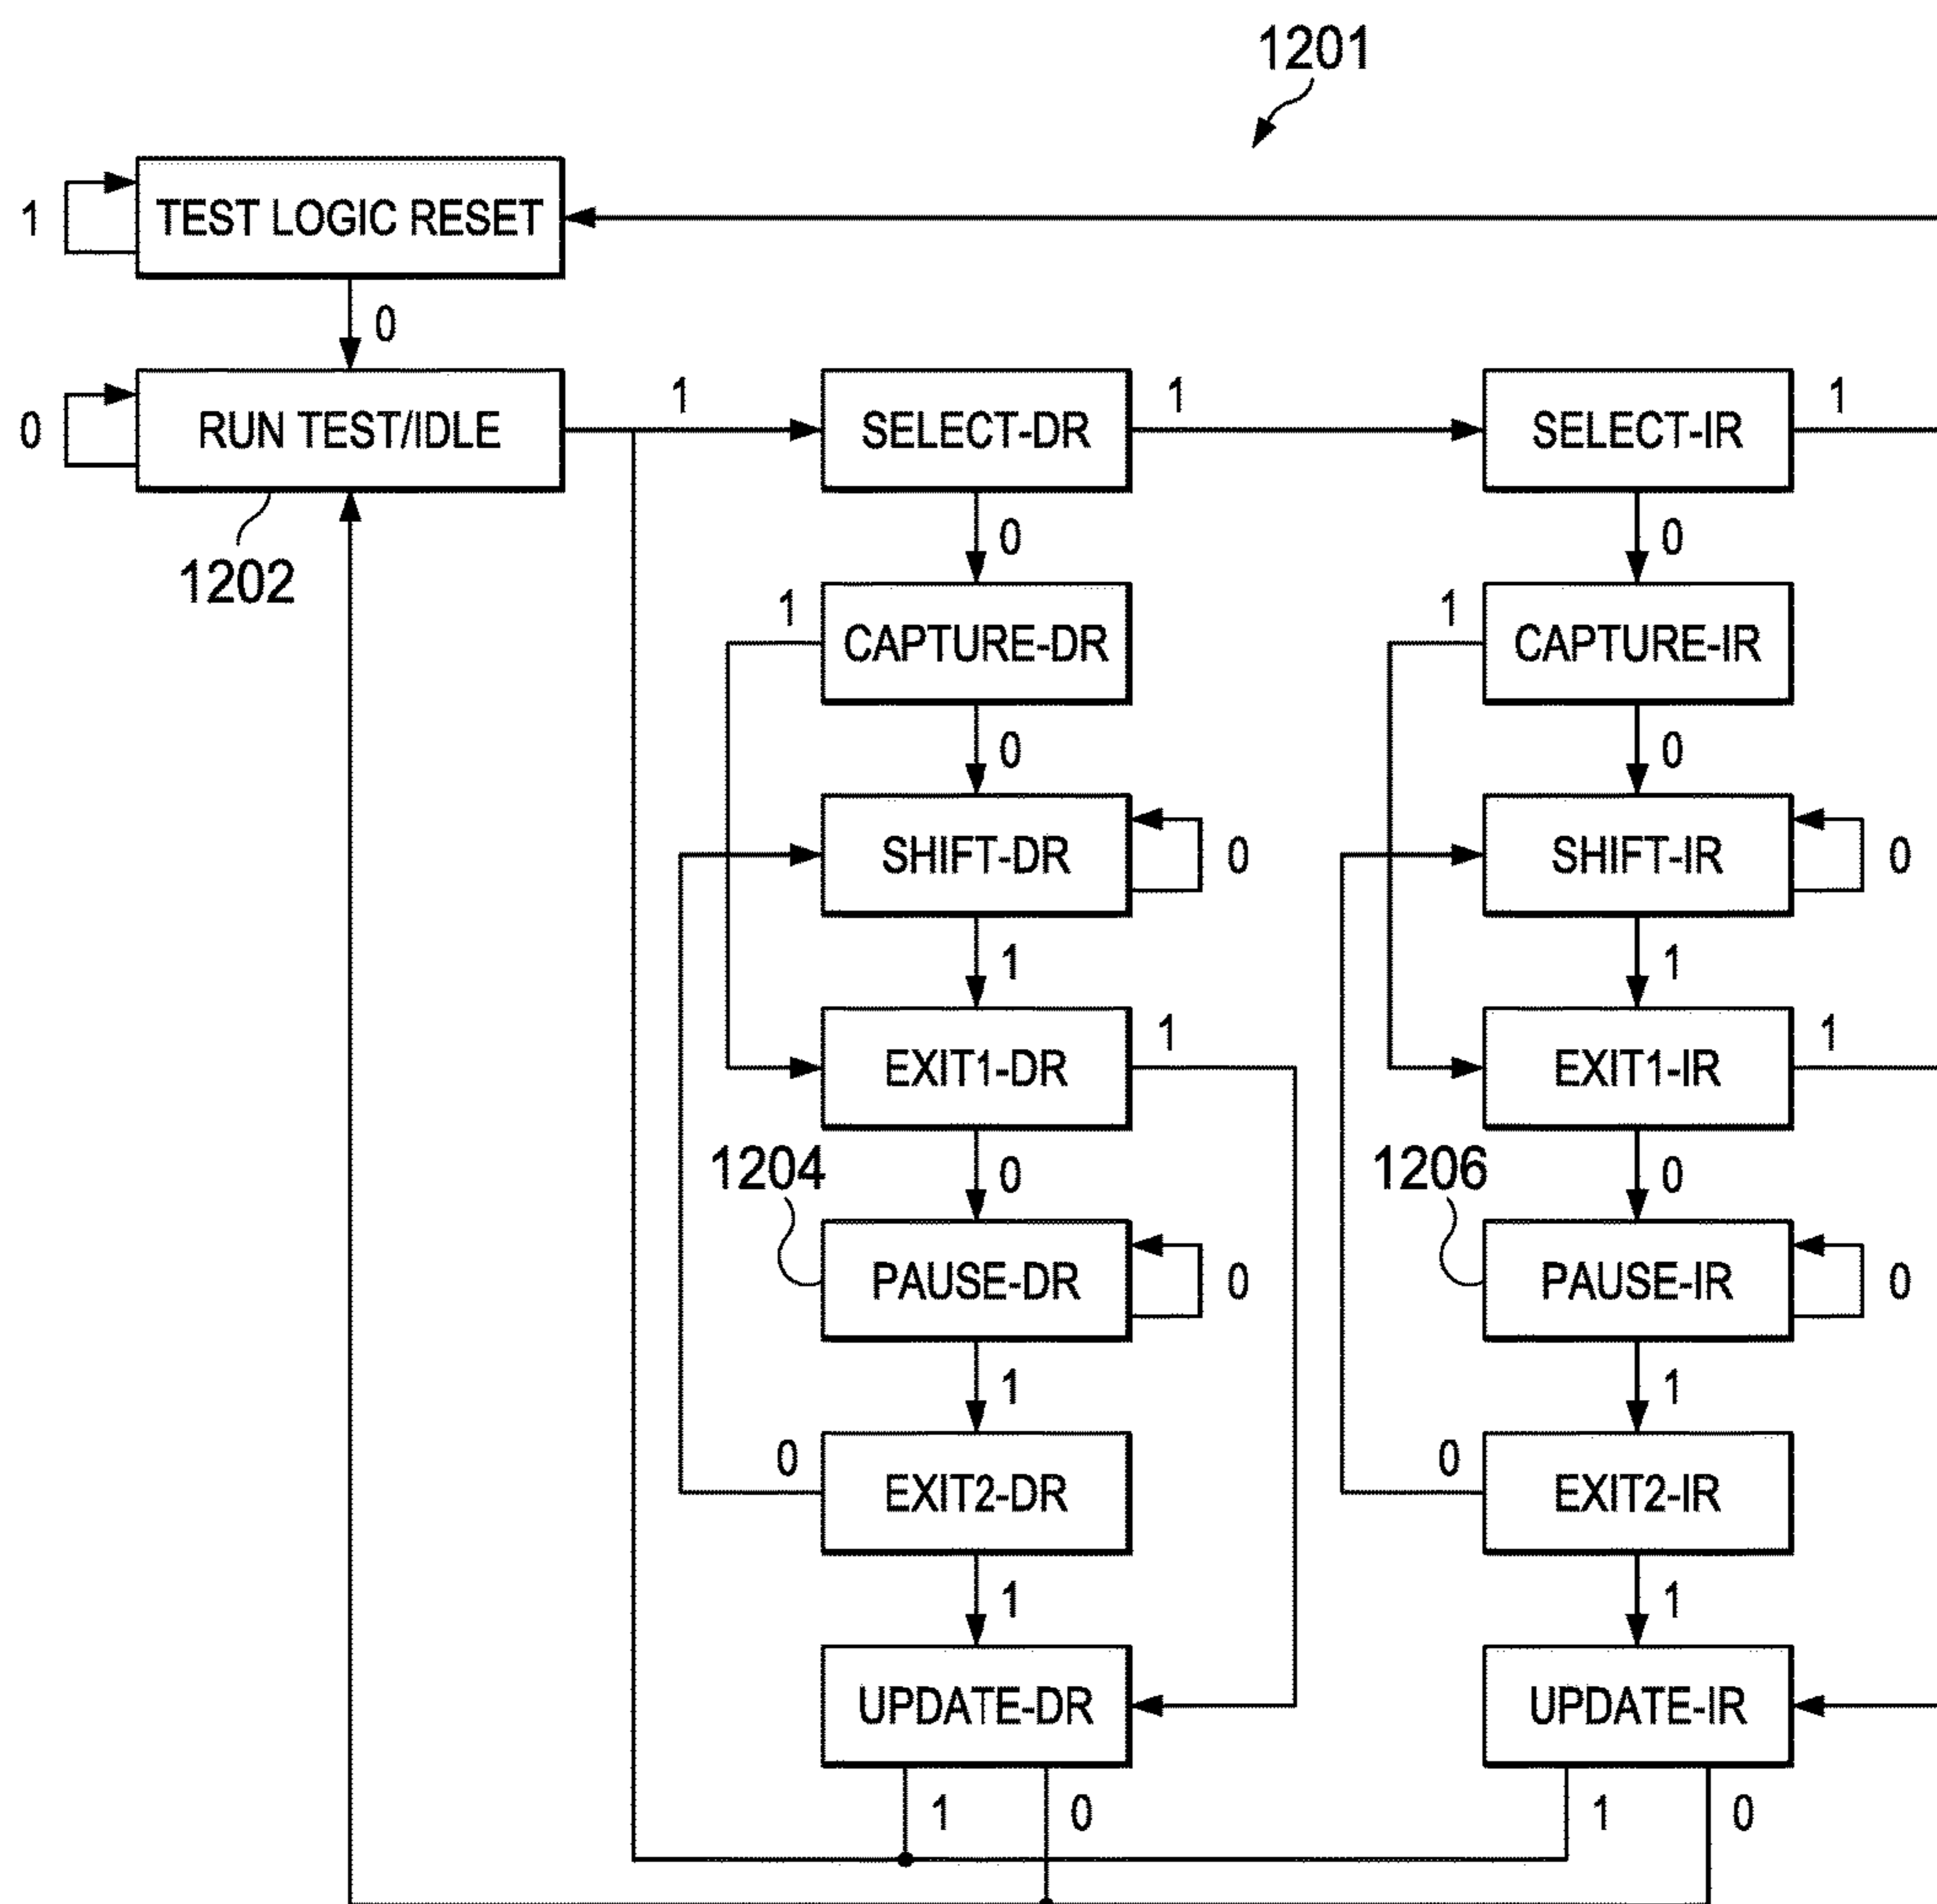 1201
TEST LOGIC RESET
1
0
RUN TEST/IDLE
0
1
SELECT-DR
1
SELECT-IR
1
1202
0
0
1
CAPTURE-DR
1
CAPTURE-IR
0
0
SHIFT-DR
0
SHIFT-IR
0
1
1
EXIT1-DR
1
EXIT1-IR
1
1204
0
1206
0
PAUSE-DR
0
PAUSE-IR
0
1
1
0
EXIT2-DR
0
EXIT2-IR
1
1
UPDATE-DR
UPDATE-IR
1
0
1
0